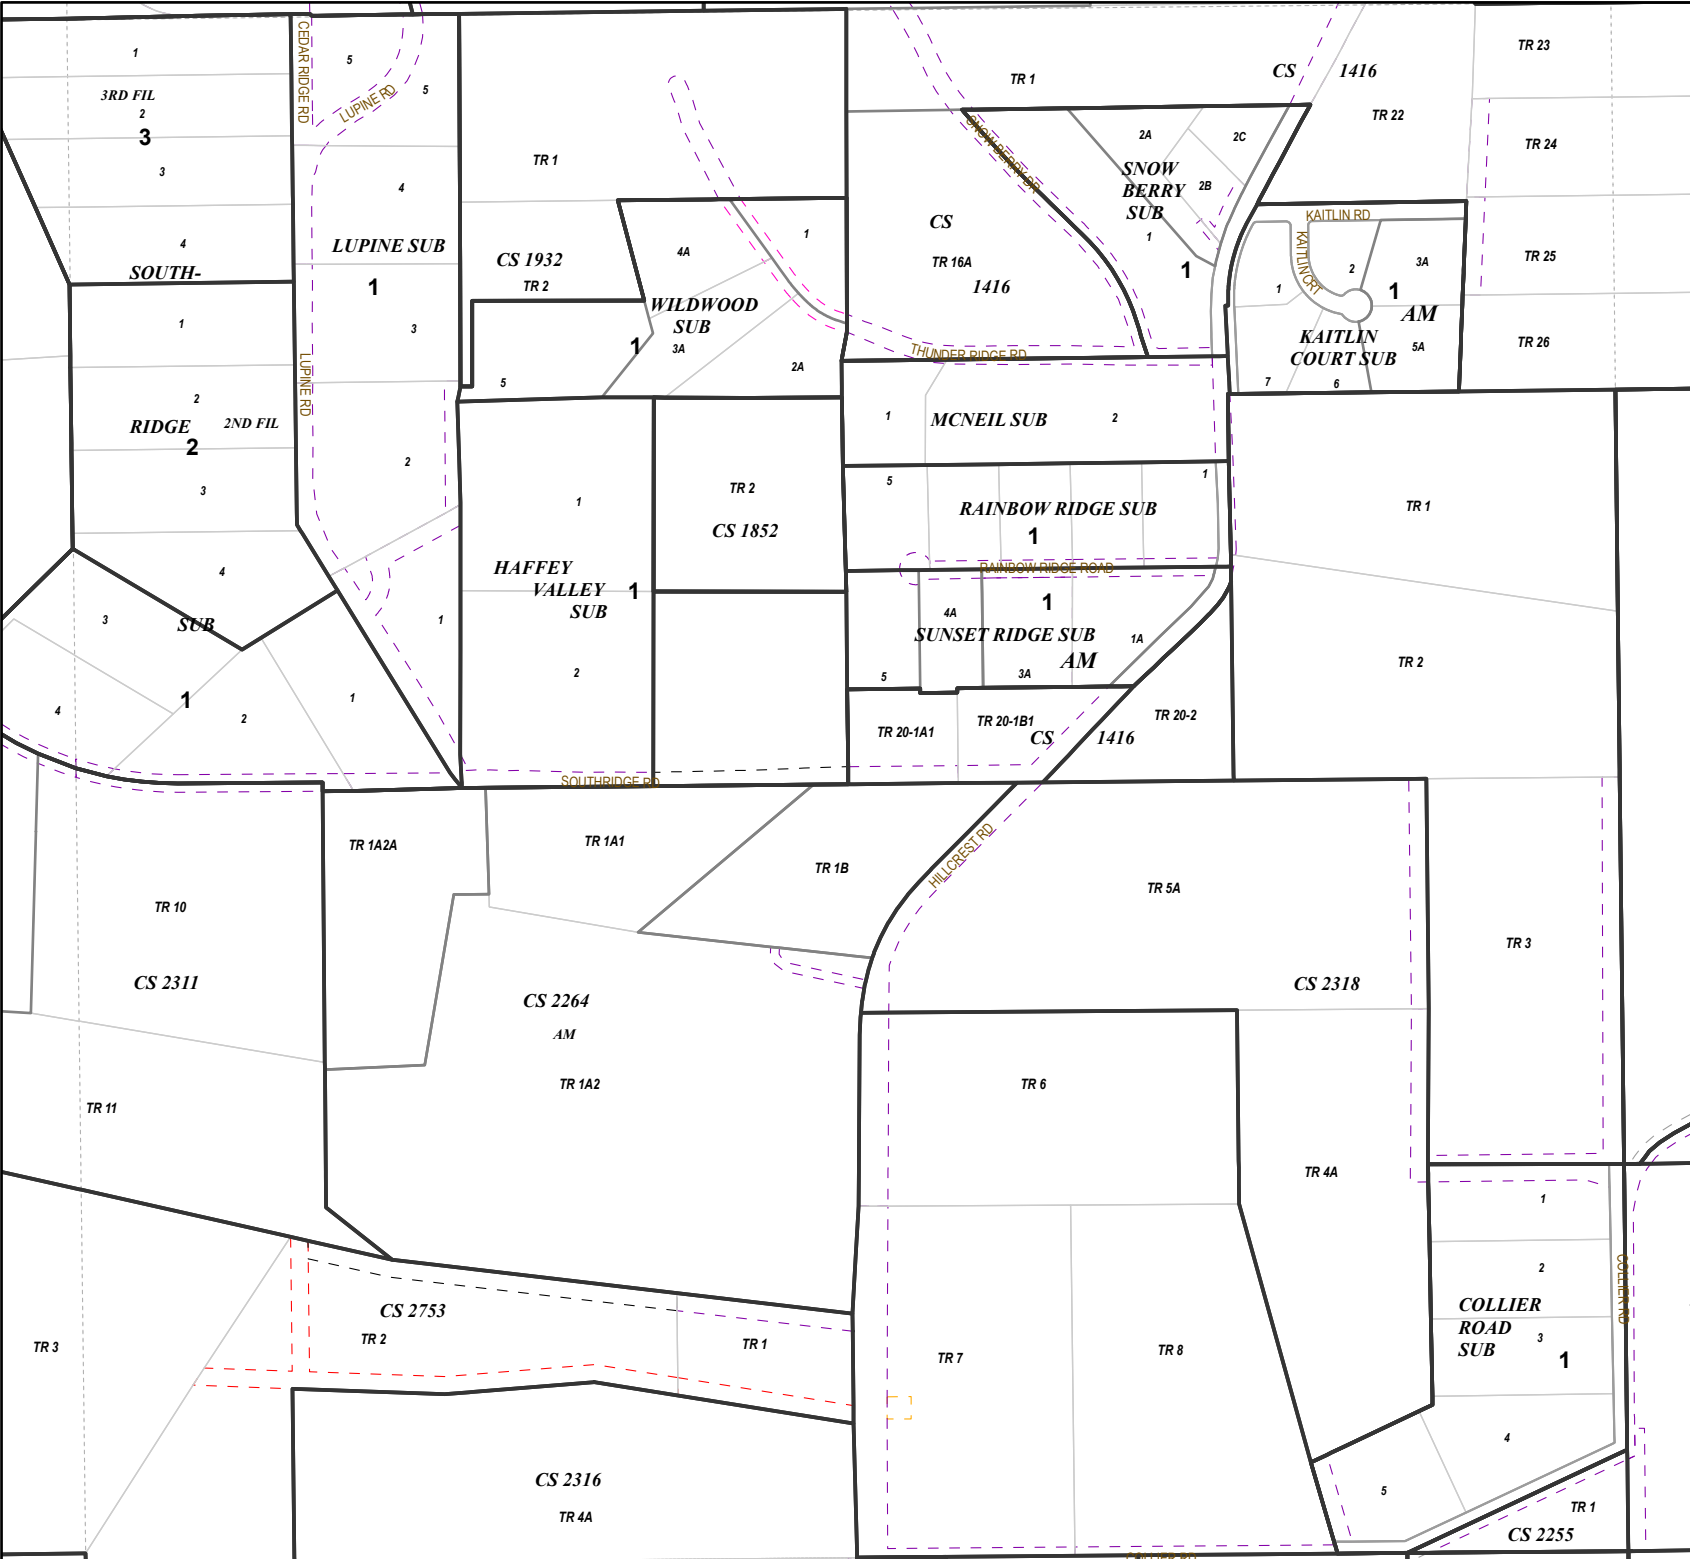 1
3RD FIL
2
3
3
4
SOUTH-
1
2
RIDGE
2ND FIL
2
3
4
SUB
3
4
1
2
1
CEDAR RIDGE RD
LUPINE RD
LUPINE RD
5
5
4
LUPINE SUB
1
3
2
1
TR 1
CS 1932
TR 2
5
1
4A
WILDWOOD
SUB
3A
1
2A
1
HAFFEY
VALLEY
SUB
1
2
TR 2
CS 1852
TR 1
CS
TR 16A
1416
SNOW BERRY DR
2A
2C
SNOW
BERRY
SUB
2B
1
1
CS 1416
TR 22
TR 23
TR 24
TR 25
TR 26
KAITLIN RD
KAITLIN CRT
1
2
3A
1
AM
KAITLIN
COURT SUB
5A
7
6
THUNDER RIDGE RD
1
MCNEIL SUB
2
5
1
RAINBOW RIDGE SUB
1
RAINBOW RIDGE ROAD
4A
1
SUNSET RIDGE SUB
AM
1A
3A
5
TR 20-1A1
TR 20-1B1
CS 1416
TR 20-2
TR 1
TR 2
SOUTHRIDGE RD
TR 1A2A
TR 1A1
TR 1B
HILLCREST RD
TR 5A
TR 3
TR 10
CS 2311
TR 11
CS 2264
AM
TR 1A2
CS 2318
TR 6
TR 4A
CS 2753
TR 2
TR 1
TR 3
TR 7
TR 8
CS 2316
TR 4A
1
2
COLLIER
ROAD
SUB
3
1
4
5
COLLIER RD
TR 1
CS 2255
COLLIER RD